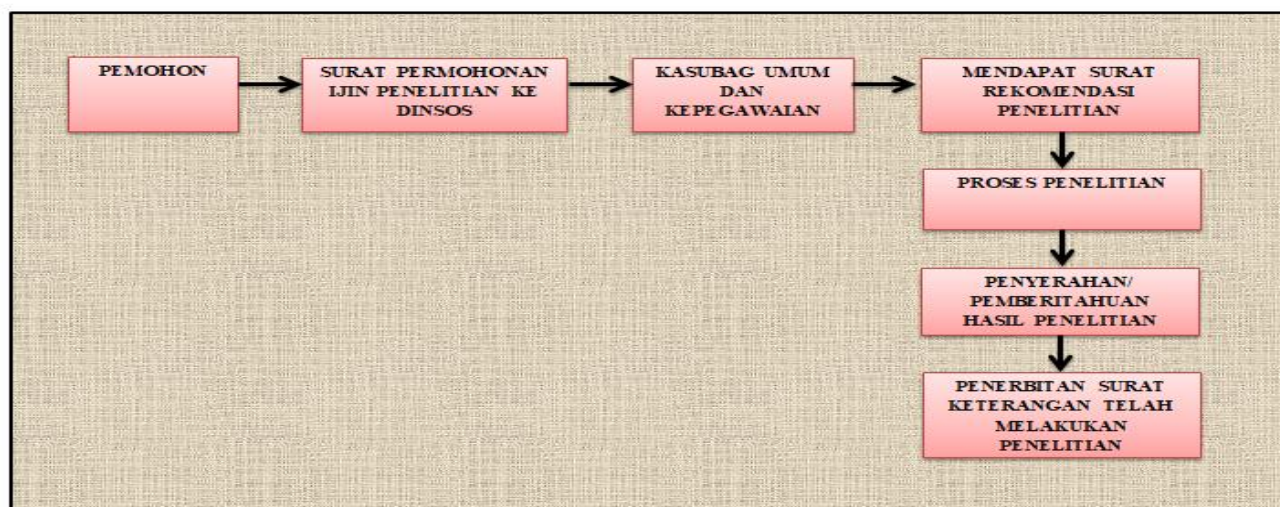 PEMOHON
SURAT PERMOHONAN
IJIN PENELITIAN KE
DINSOS
KASUBAG UMUM
DAN
KEPEGAWAIAN
MENDAPAT SURAT
REKOMENDASI
PENELITIAN
PROSES PENELITIAN
PENYERAHAN/
PEMBERITAHUAN
HASIL PENELITIAN
PENERBITAN SURAT
KETERANGAN TELAH
MELAKUKAN
PENELITIAN